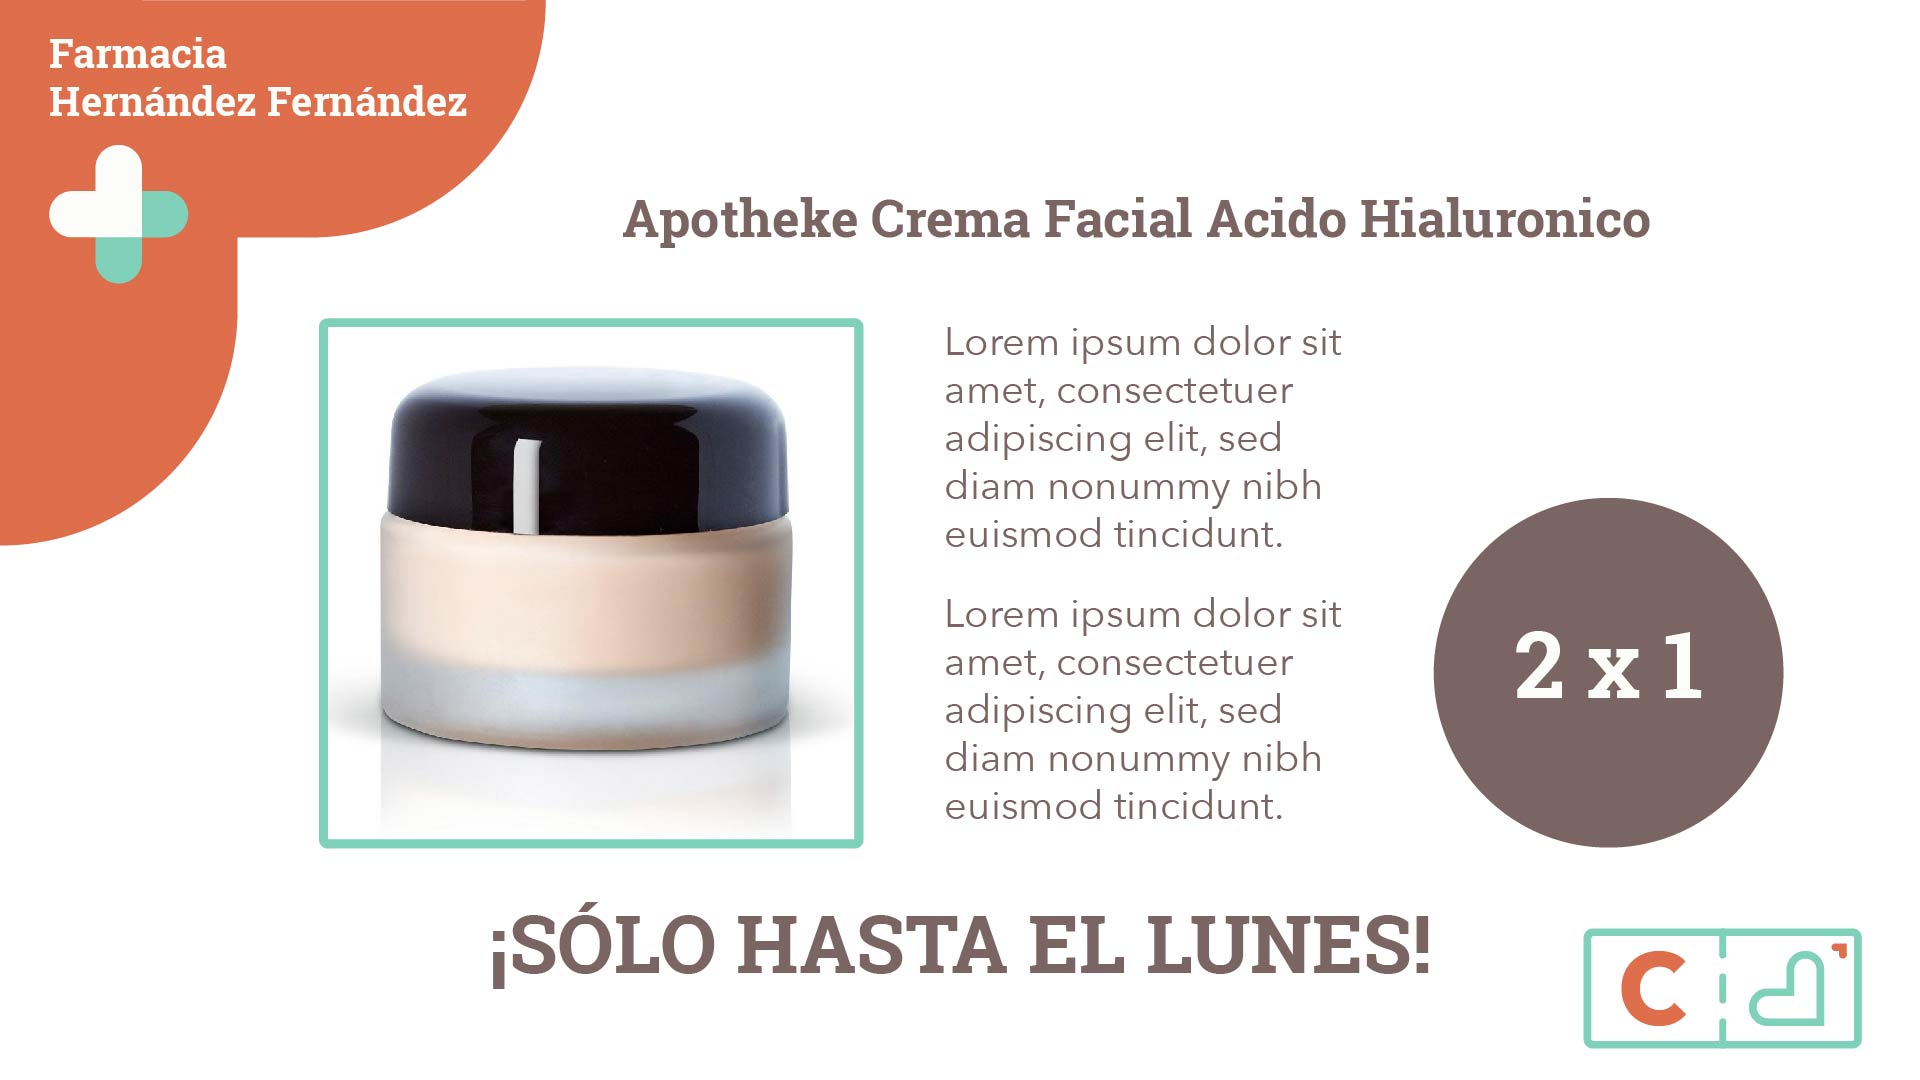 Farmacia
Hernández Fernández
Apotheke Crema Facial Acido Hialuronico
Lorem ipsum dolor sit
amet, consectetuer
adipiscing elit, sed
diam nonummy nibh
euismod tincidunt.
Lorem ipsum dolor sit
amet, consectetuer
adipiscing elit, sed
diam nonummy nibh
euismod tincidunt.
2 x 1
¡SÓLO HASTA EL LUNES!
C